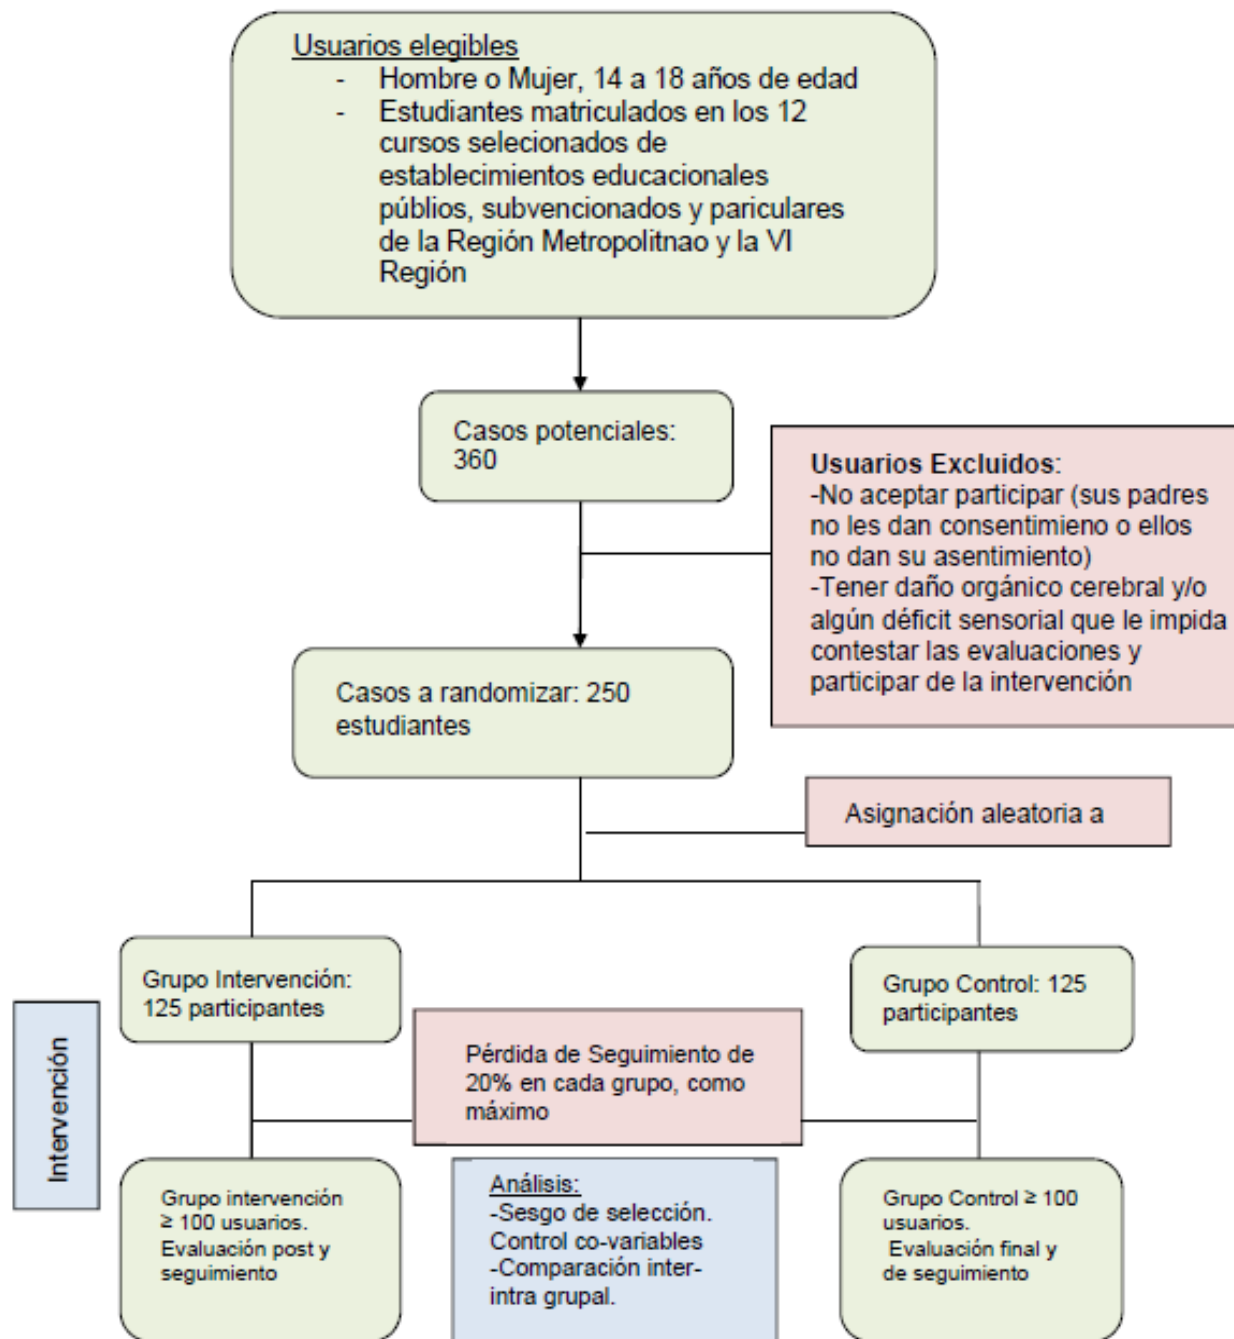 Usuarios elegibles
- Hombre o Mujer, 14 a 18 años de edad
- Estudiantes matriculados en los 12
cursos selecionados de
establecimientos educacionales
públios, subvencionados y pariculares
de la Región Metropolitnao y la VI
Región
Casos potenciales:
360
Usuarios Excluidos:
-No aceptar participar (sus padres
no les dan consentimieno o ellos
no dan su asentimiento)
-Tener daño orgánico cerebral y/o
algún déficit sensorial que le impida
contestar las evaluaciones y
participar de la intervención
Casos a randomizar: 250
estudiantes
Asignación aleatoria a
Grupo Intervención:
125 participantes
Grupo Control: 125
participantes
Intervención
Pérdida de Seguimiento de
20% en cada grupo, como
máximo
Grupo intervención
≥ 100 usuarios.
Evaluación post y
seguimiento
Análisis:
-Sesgo de selección.
Control co-variables
-Comparación inter-
intra grupal.
Grupo Control ≥ 100
usuarios.
Evaluación final y
de seguimiento